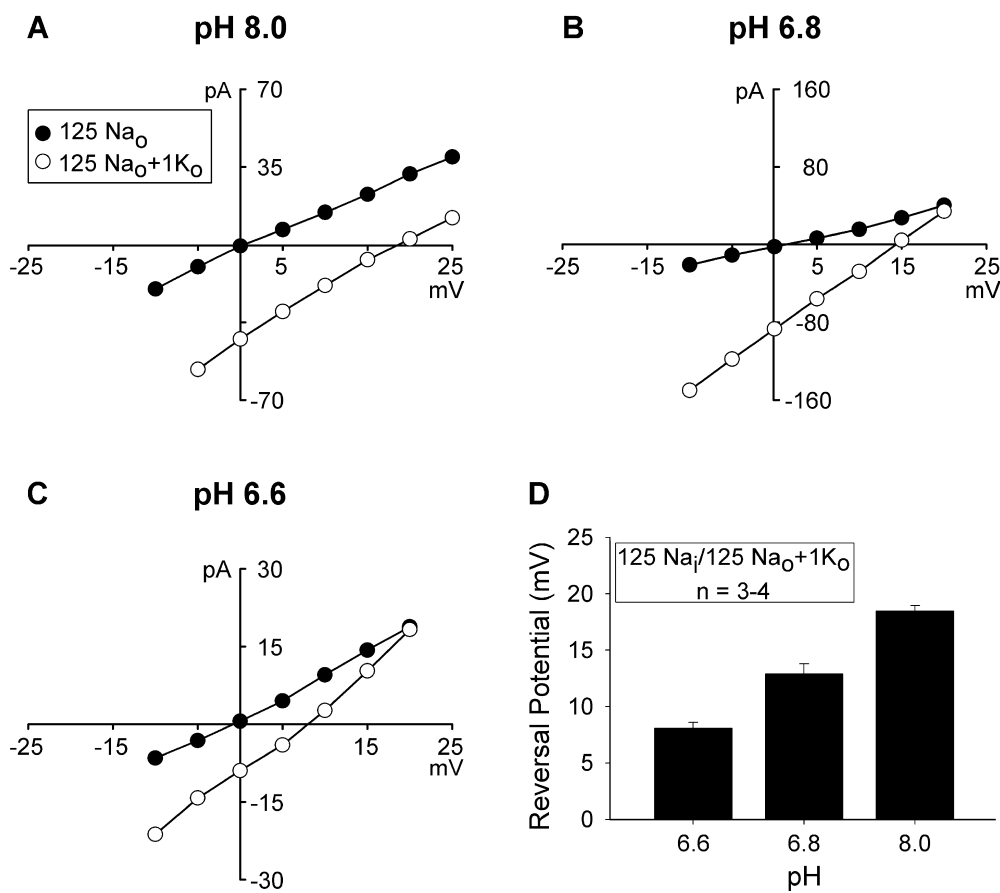 A
pH 8.0
pA
70
125 Nao
125 Nao+1Ko
35
-25
-15
5
25
mV
-70
B
pH 6.8
pA
160
80
-25
-15
5
15
25
mV
-80
-160
C
pH 6.6
pA
30
15
-25
-15
5
15
25
mV
-15
-30
D
Reversal Potential (mV)
25
20
15
10
5
0
125 Nai/125 Nao+1Ko
n = 3-4
6.6
6.8
8.0
pH